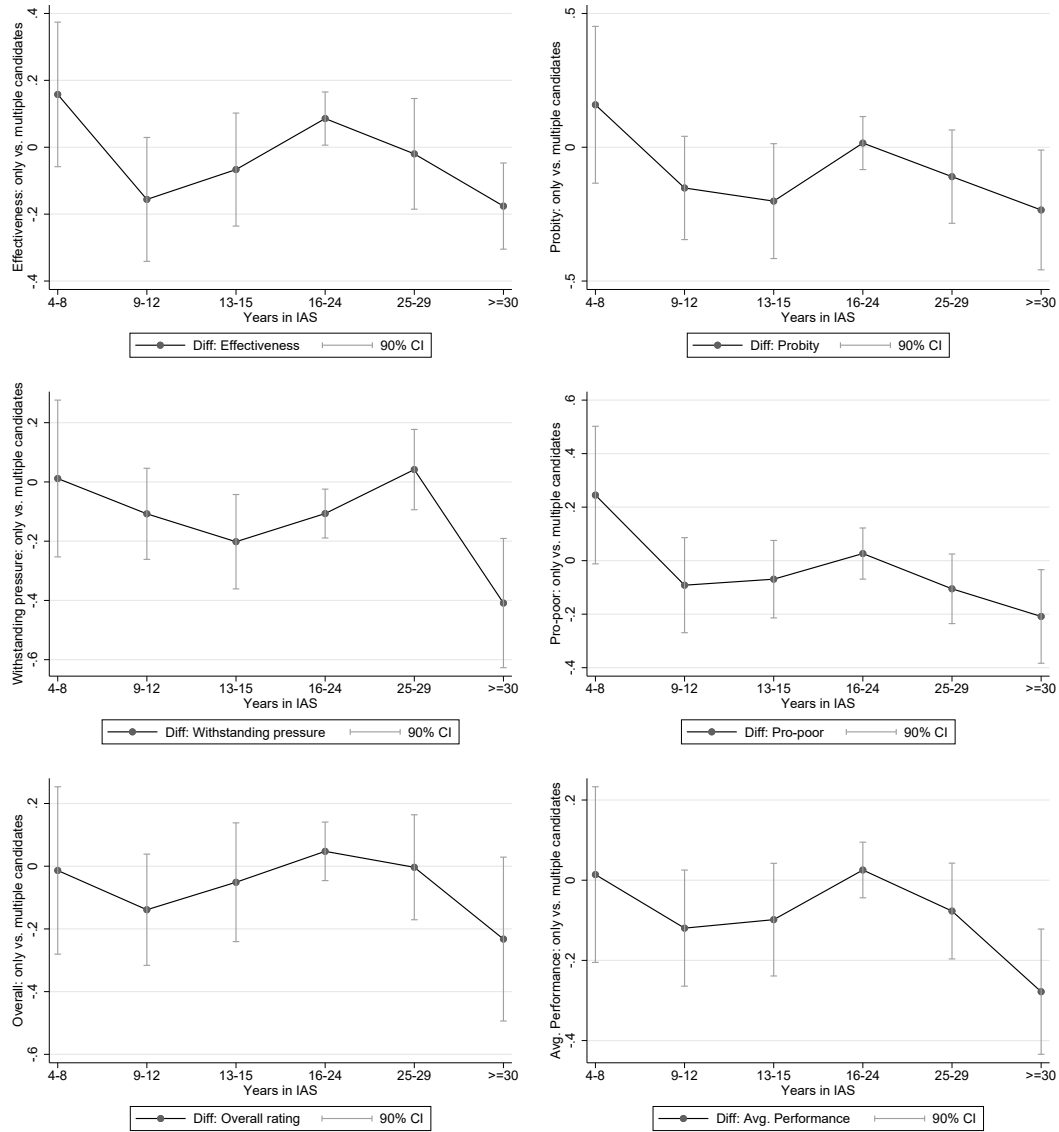 Effectiveness: only vs. multiple candidates
.4
.2
0
-.2
-.4
4-8 9-12 13-15 16-24 25-29 >=30
Years in IAS
Diff: Effectiveness 90% CI
Probity: only vs. multiple candidates
.5
0
-.5
4-8 9-12 13-15 16-24 25-29 >=30
Years in IAS
Diff: Probity 90% CI
Withstanding pressure: only vs. multiple candidates
.2
0
-.2
-.4
-.6
4-8 9-12 13-15 16-24 25-29 >=30
Years in IAS
Diff: Withstanding pressure 90% CI
Pro-poor: only vs. multiple candidates
.6
.4
.2
0
-.2
-.4
4-8 9-12 13-15 16-24 25-29 >=30
Years in IAS
Diff: Pro-poor 90% CI
Overall: only vs. multiple candidates
.2
0
-.2
-.4
-.6
4-8 9-12 13-15 16-24 25-29 >=30
Years in IAS
Diff: Overall rating 90% CI
Avg. Performance: only vs. multiple candidates
.2
0
-.2
-.4
4-8 9-12 13-15 16-24 25-29 >=30
Years in IAS
Diff: Avg. Performance 90% CI